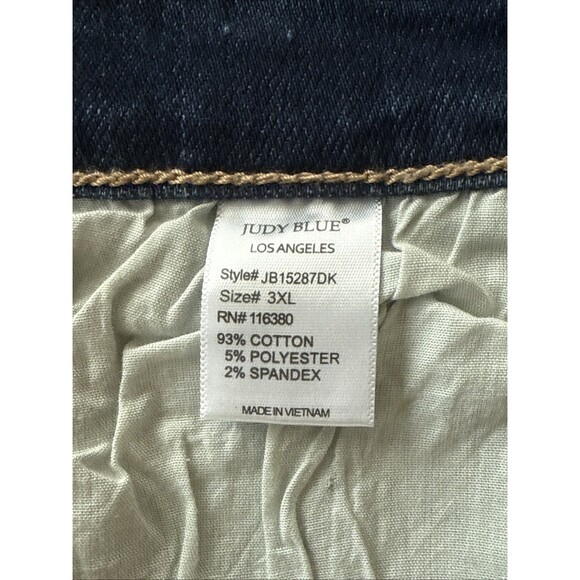 JUDY BLUE®
LOS ANGELES
Style# JB15287DK
Size# 3XL
RN# 116380
93% COTTON
5% POLYESTER
2% SPANDEX
MADE IN VIETNAM